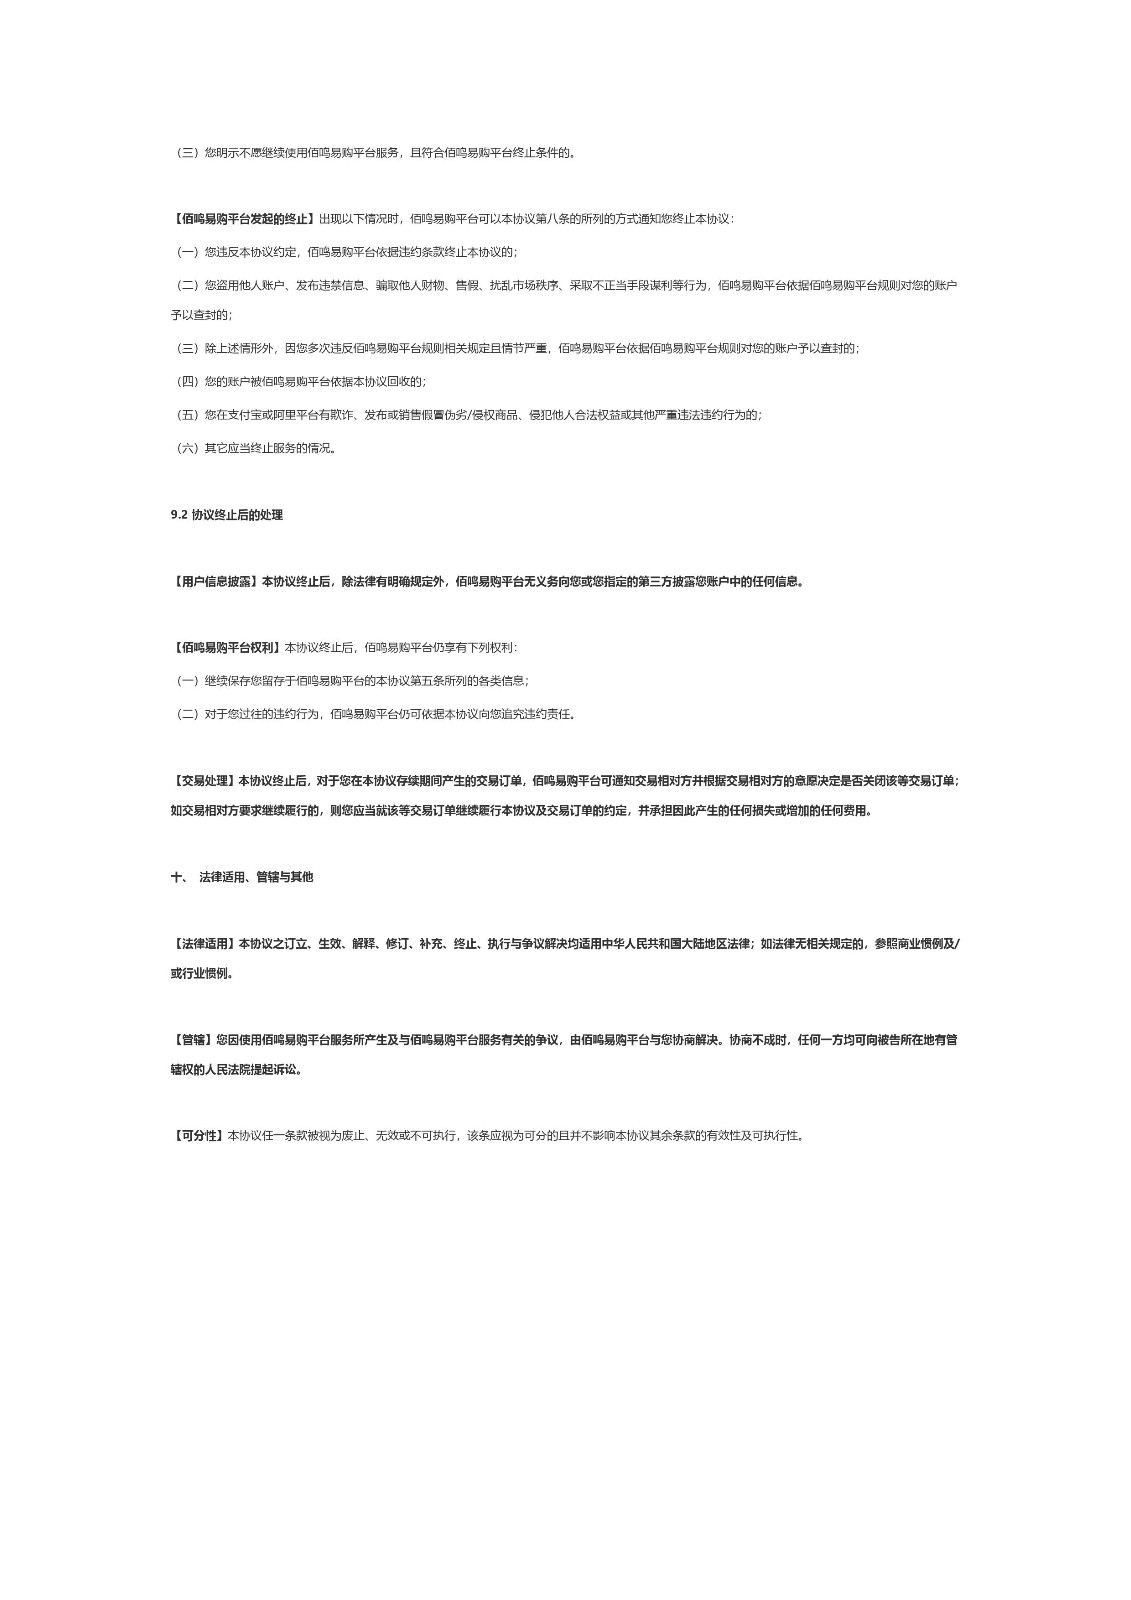 （三）您明示不愿继续使用佰鸣易购平台服务，且符合佰鸣易购平台终止条件的。
【佰鸣易购平台发起的终止】出现以下情况时，佰鸣易购平台可以本协议第八条的所列的方式通知您终止本协议：
（一）您违反本协议约定，佰鸣易购平台依据违约条款终止本协议的；
（二）您盗用他人账户、发布违禁信息、骗取他人财物、售假、扰乱市场秩序、采取不正当手段谋利等行为，佰鸣易购平台依据佰鸣易购平台规则对您的账户
予以查封的；
（三）除上述情形外，因您多次违反佰鸣易购平台规则相关规定且情节严重，佰鸣易购平台依据佰鸣易购平台规则对您的账户予以查封的；
（四）您的账户被佰鸣易购平台依据本协议回收的；
（五）您在支付宝或阿里平台有欺诈、发布或销售假冒伪劣/侵权商品、侵犯他人合法权益或其他严重违法违约行为的；
（六）其它应当终止服务的情况。
9.2 协议终止后的处理
【用户信息披露】本协议终止后，除法律有明确规定外，佰鸣易购平台无义务向您或您指定的第三方披露您账户中的任何信息。
【佰鸣易购平台权利】本协议终止后，佰鸣易购平台仍享有下列权利：
（一）继续保存您留存于佰鸣易购平台的本协议第五条所列的各类信息；
（二）对于您过往的违约行为，佰鸣易购平台仍可依据本协议向您追究违约责任。
【交易处理】本协议终止后，对于您在本协议存续期间产生的交易订单，佰鸣易购平台可通知交易相对方并根据交易相对方的意愿决定是否关闭该等交易订单；
如交易相对方要求继续履行的，则您应当就该等交易订单继续履行本协议及交易订单的约定，并承担因此产生的任何损失或增加的任何费用。
十、 法律适用、管辖与其他
【法律适用】本协议之订立、生效、解释、修订、补充、终止、执行与争议解决均适用中华人民共和国大陆地区法律；如法律无相关规定的，参照商业惯例及/
或行业惯例。
【管辖】您因使用佰鸣易购平台服务所产生及与佰鸣易购平台服务有关的争议，由佰鸣易购平台与您协商解决。协商不成时，任何一方均可向被告所在地有管
辖权的人民法院提起诉讼。
【可分性】本协议任一条款被视为废止、无效或不可执行，该条应视为可分的且并不影响本协议其余条款的有效性及可执行性。